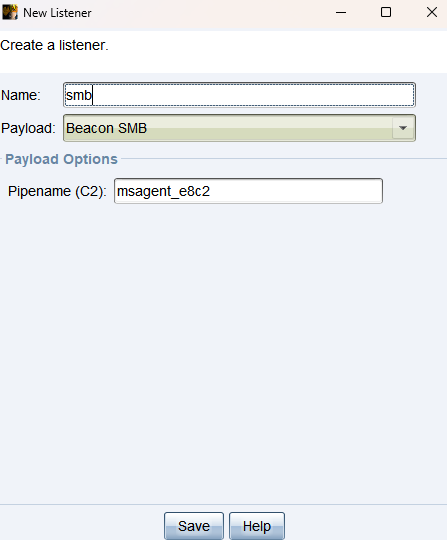 New Listener
Create a listener.
Name: smb
Payload: Beacon SMB
Payload Options
Pipename (C2): msagent_e8c2
Save Help